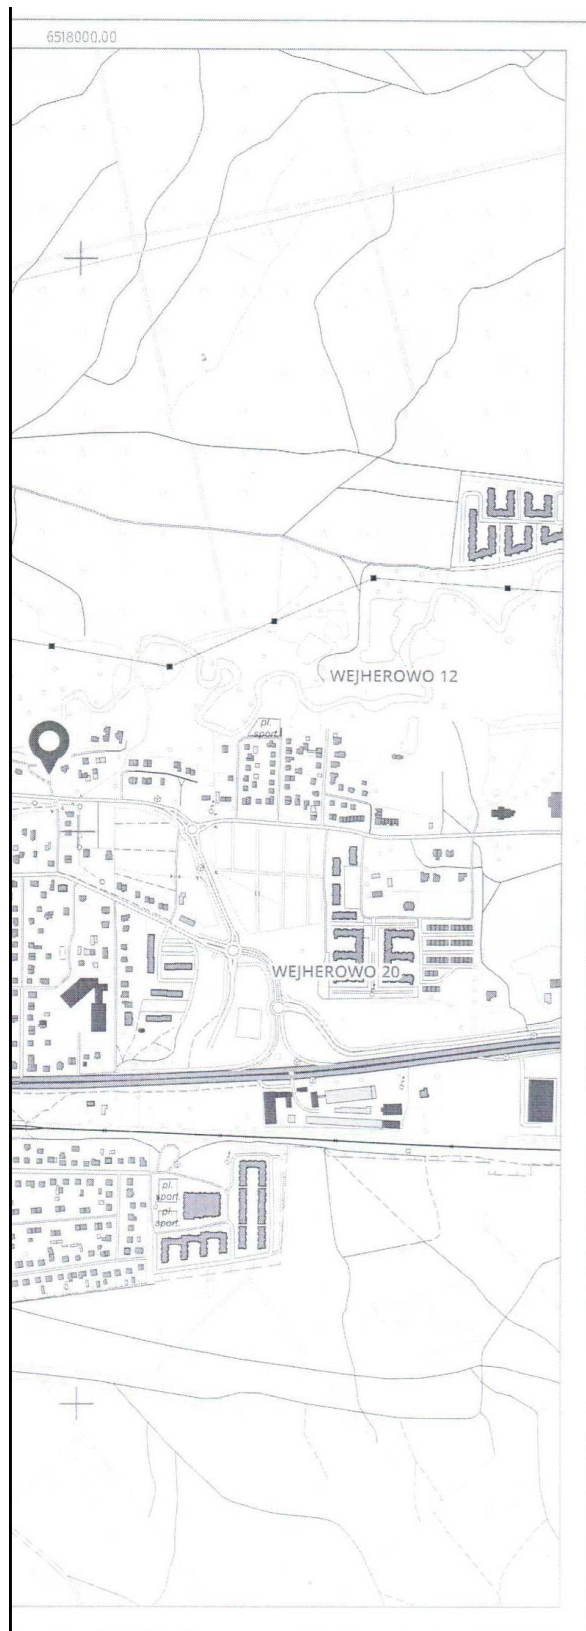 6518000.00
WEJHEROWO 12
pl.
sport.
WEJHEROWO 20
pl.
sport.
pl.
sport.